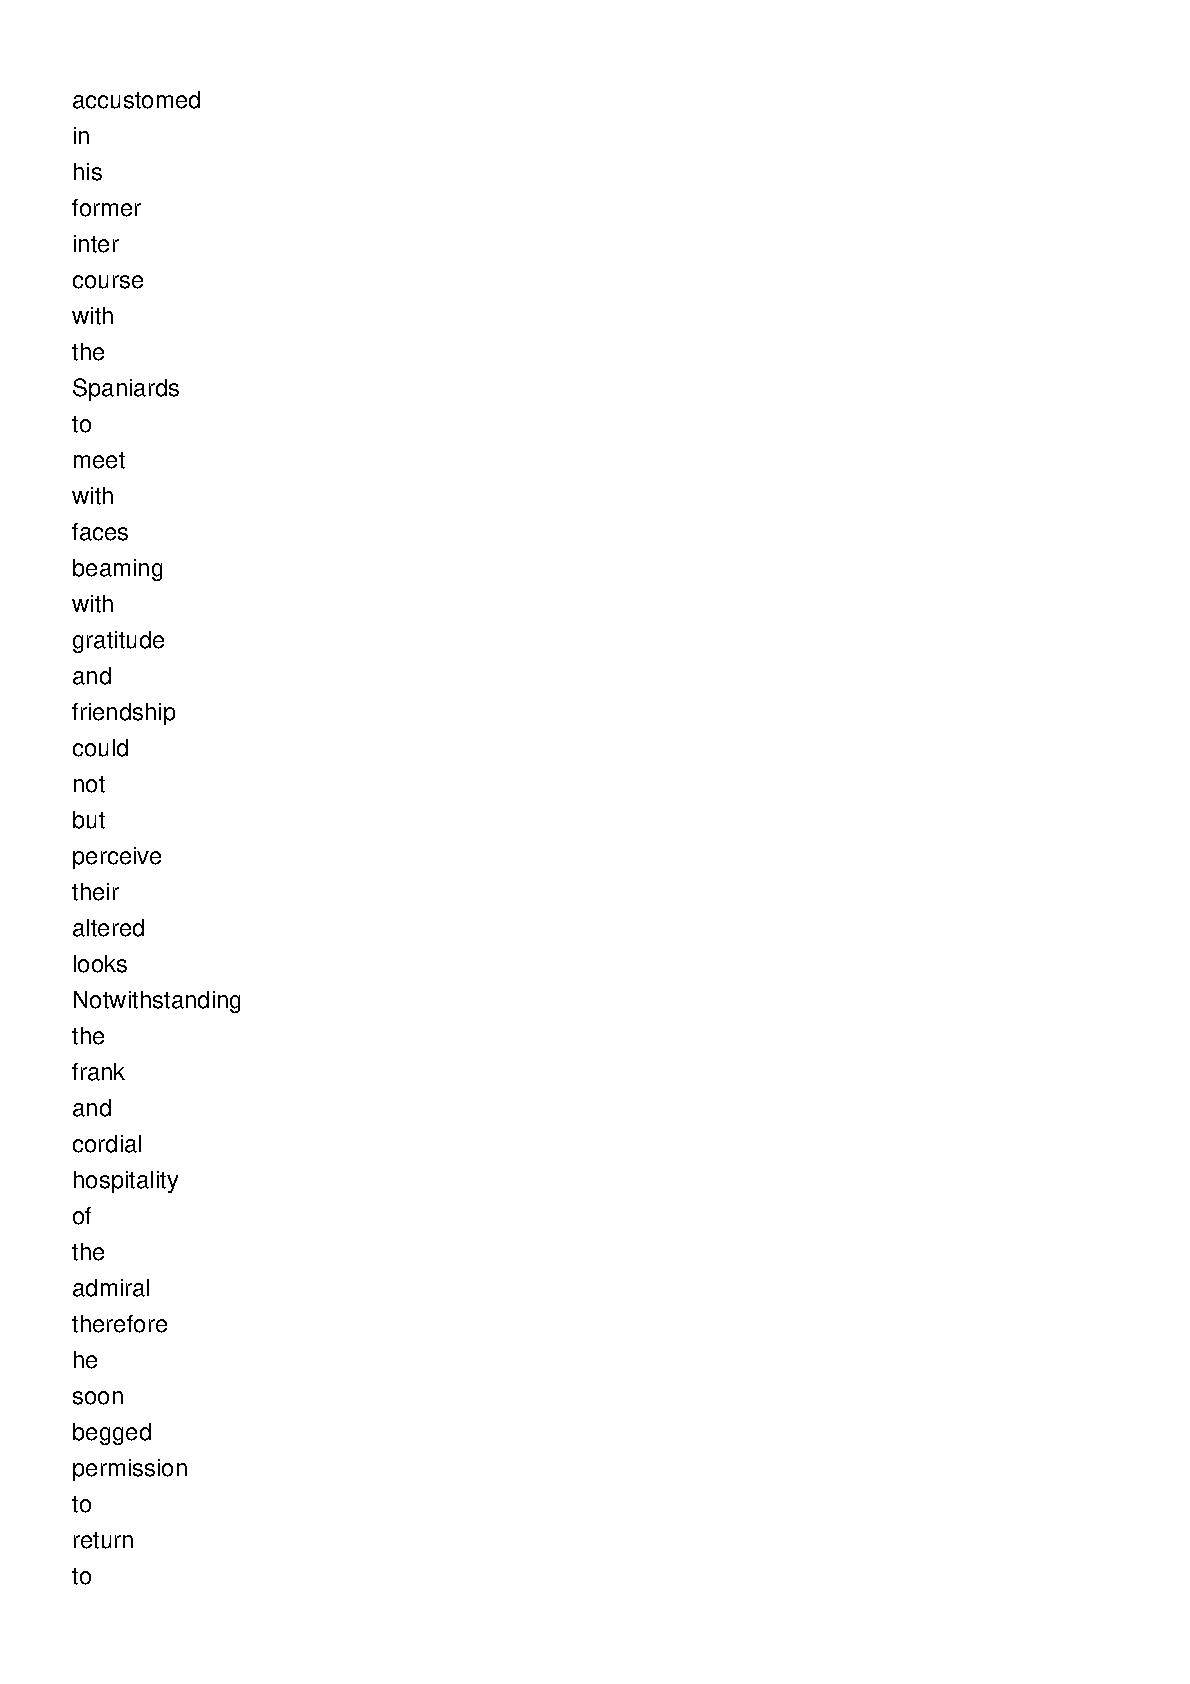 accustomed
in
his
former
inter
course
with
the
Spaniards
to
meet
with
faces
beaming
with
gratitude
and
friendship
could
not
but
perceive
their
altered
looks
Notwithstanding
the
frank
and
cordial
hospitality
of
the
admiral
therefore
he
soon
begged
permission
to
return
to